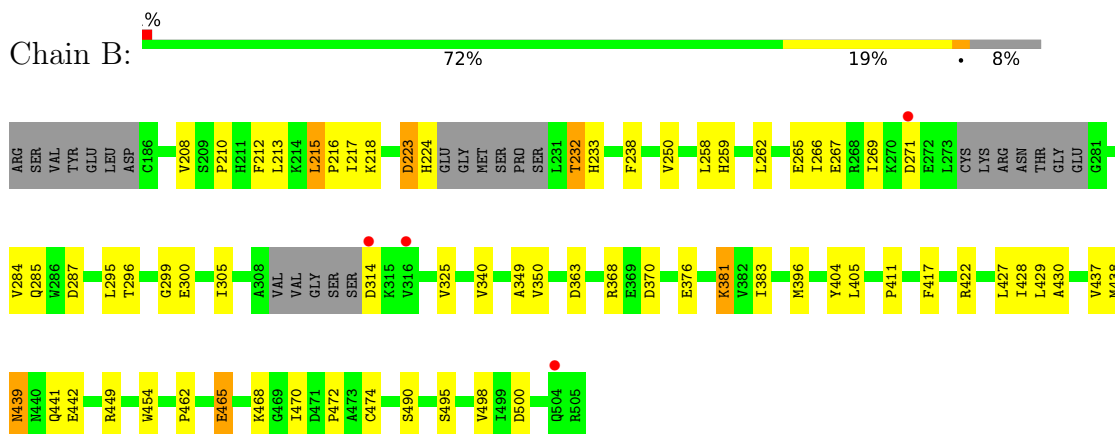 .%
Chain B:
72% 19% • 8%
ARG SER VAL TYR GLU LEU ASP C186 V208 S209 P210 H211 F212 L213 K214 L215 P216 I217 K218 D223 H224 GLU GLY MET SER PRO SER L231 T232 H233 F238 V250 L258 H259 L262 E265 I266 E267 R268 I269 K270 D271 E272 L273 CYS LYS ARG ASN THR GLY GLU G281
V284 Q285 W286 D287 L295 T296 G299 E300 I305 A308 VAL VAL GLY SER SER D314 K315 V316 V325 V340 A349 V350 D363 R368 E369 D370 E376 K381 V382 I383 M396 Y404 L405 P411 F417 R422 L427 I428 L429 A430 V437 M438
N439 N440 Q441 E442 R449 W454 P462 E465 K468 G469 I470 D471 P472 A473 C474 S490 S495 V498 I499 D500 Q504 R505